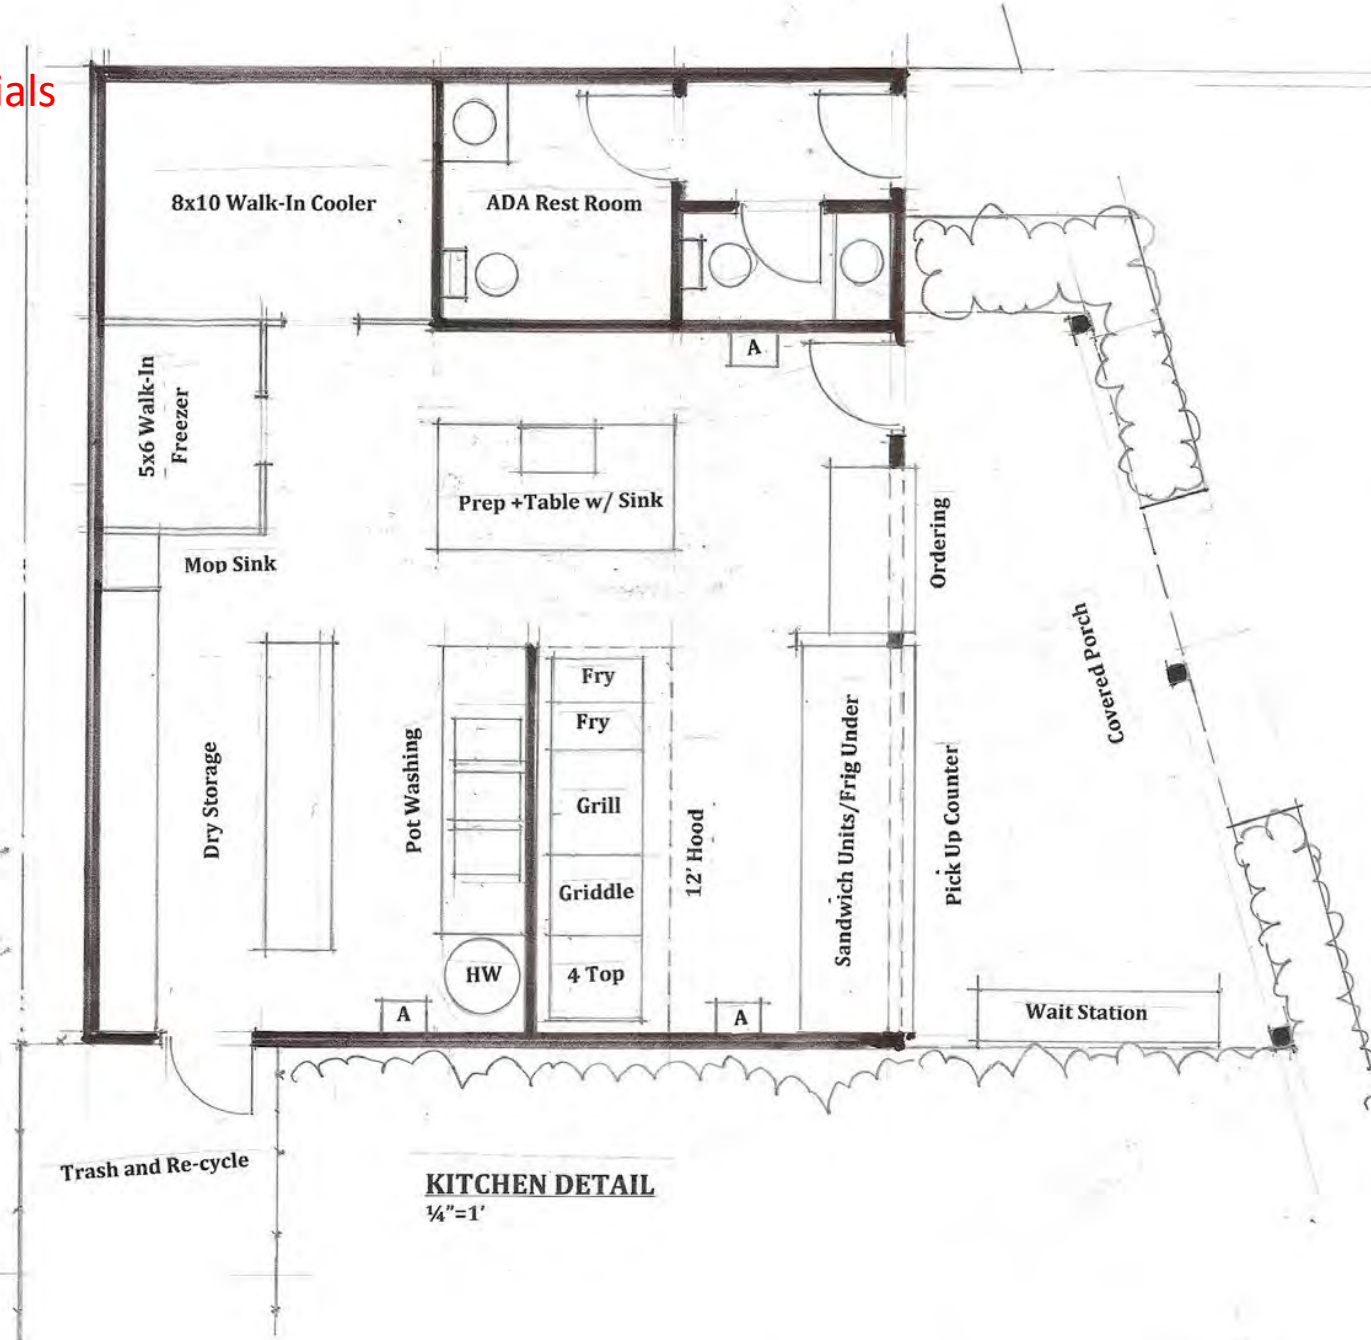 ials
8x10 Walk-In Cooler
ADA Rest Room
A
5x6 Walk-In
Freezer
Prep +Table w/ Sink
Ordering
Mop Sink
Covered Porch
Fry
Fry
Dry Storage
Pot Washing
Grill
12' Hood
Sandwich Units/Frig Under
Pick Up Counter
Griddle
HW
4 Top
A
A
Wait Station
Trash and Re-cycle
KITCHEN DETAIL
¼"=1'